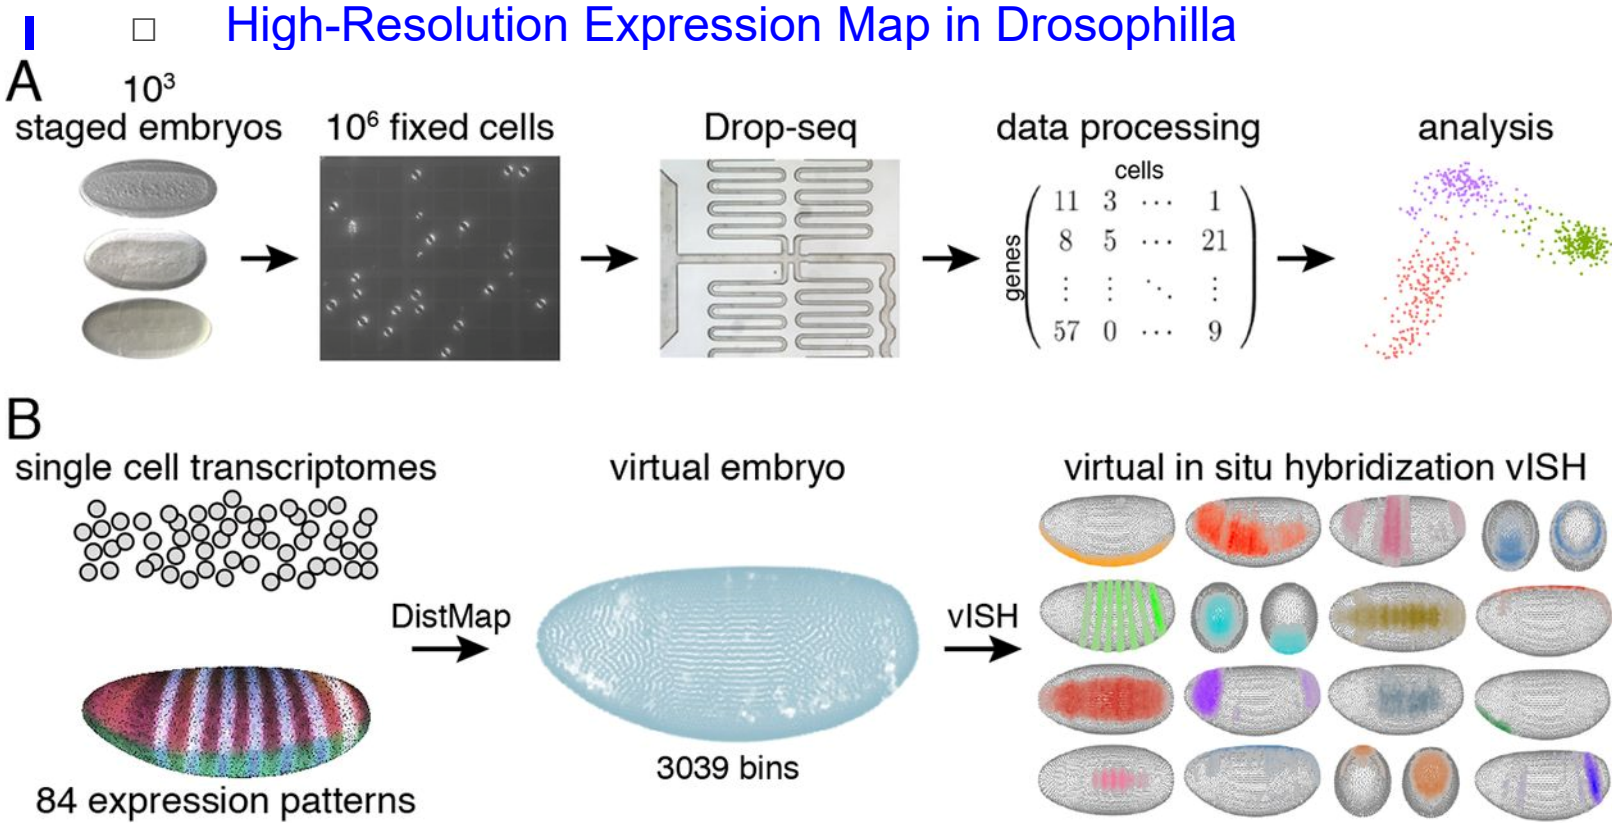 High-Resolution Expression Map in Drosophilla
A
10³
staged embryos
10⁶ fixed cells
Drop-seq
data processing
analysis
cells
genes
11 3 ⋯ 1
8 5 ⋯ 21
⋮ ⋮ ⋱ ⋮
57 0 ⋯ 9
B
single cell transcriptomes
virtual embryo
virtual in situ hybridization vISH
DistMap
vISH
3039 bins
84 expression patterns